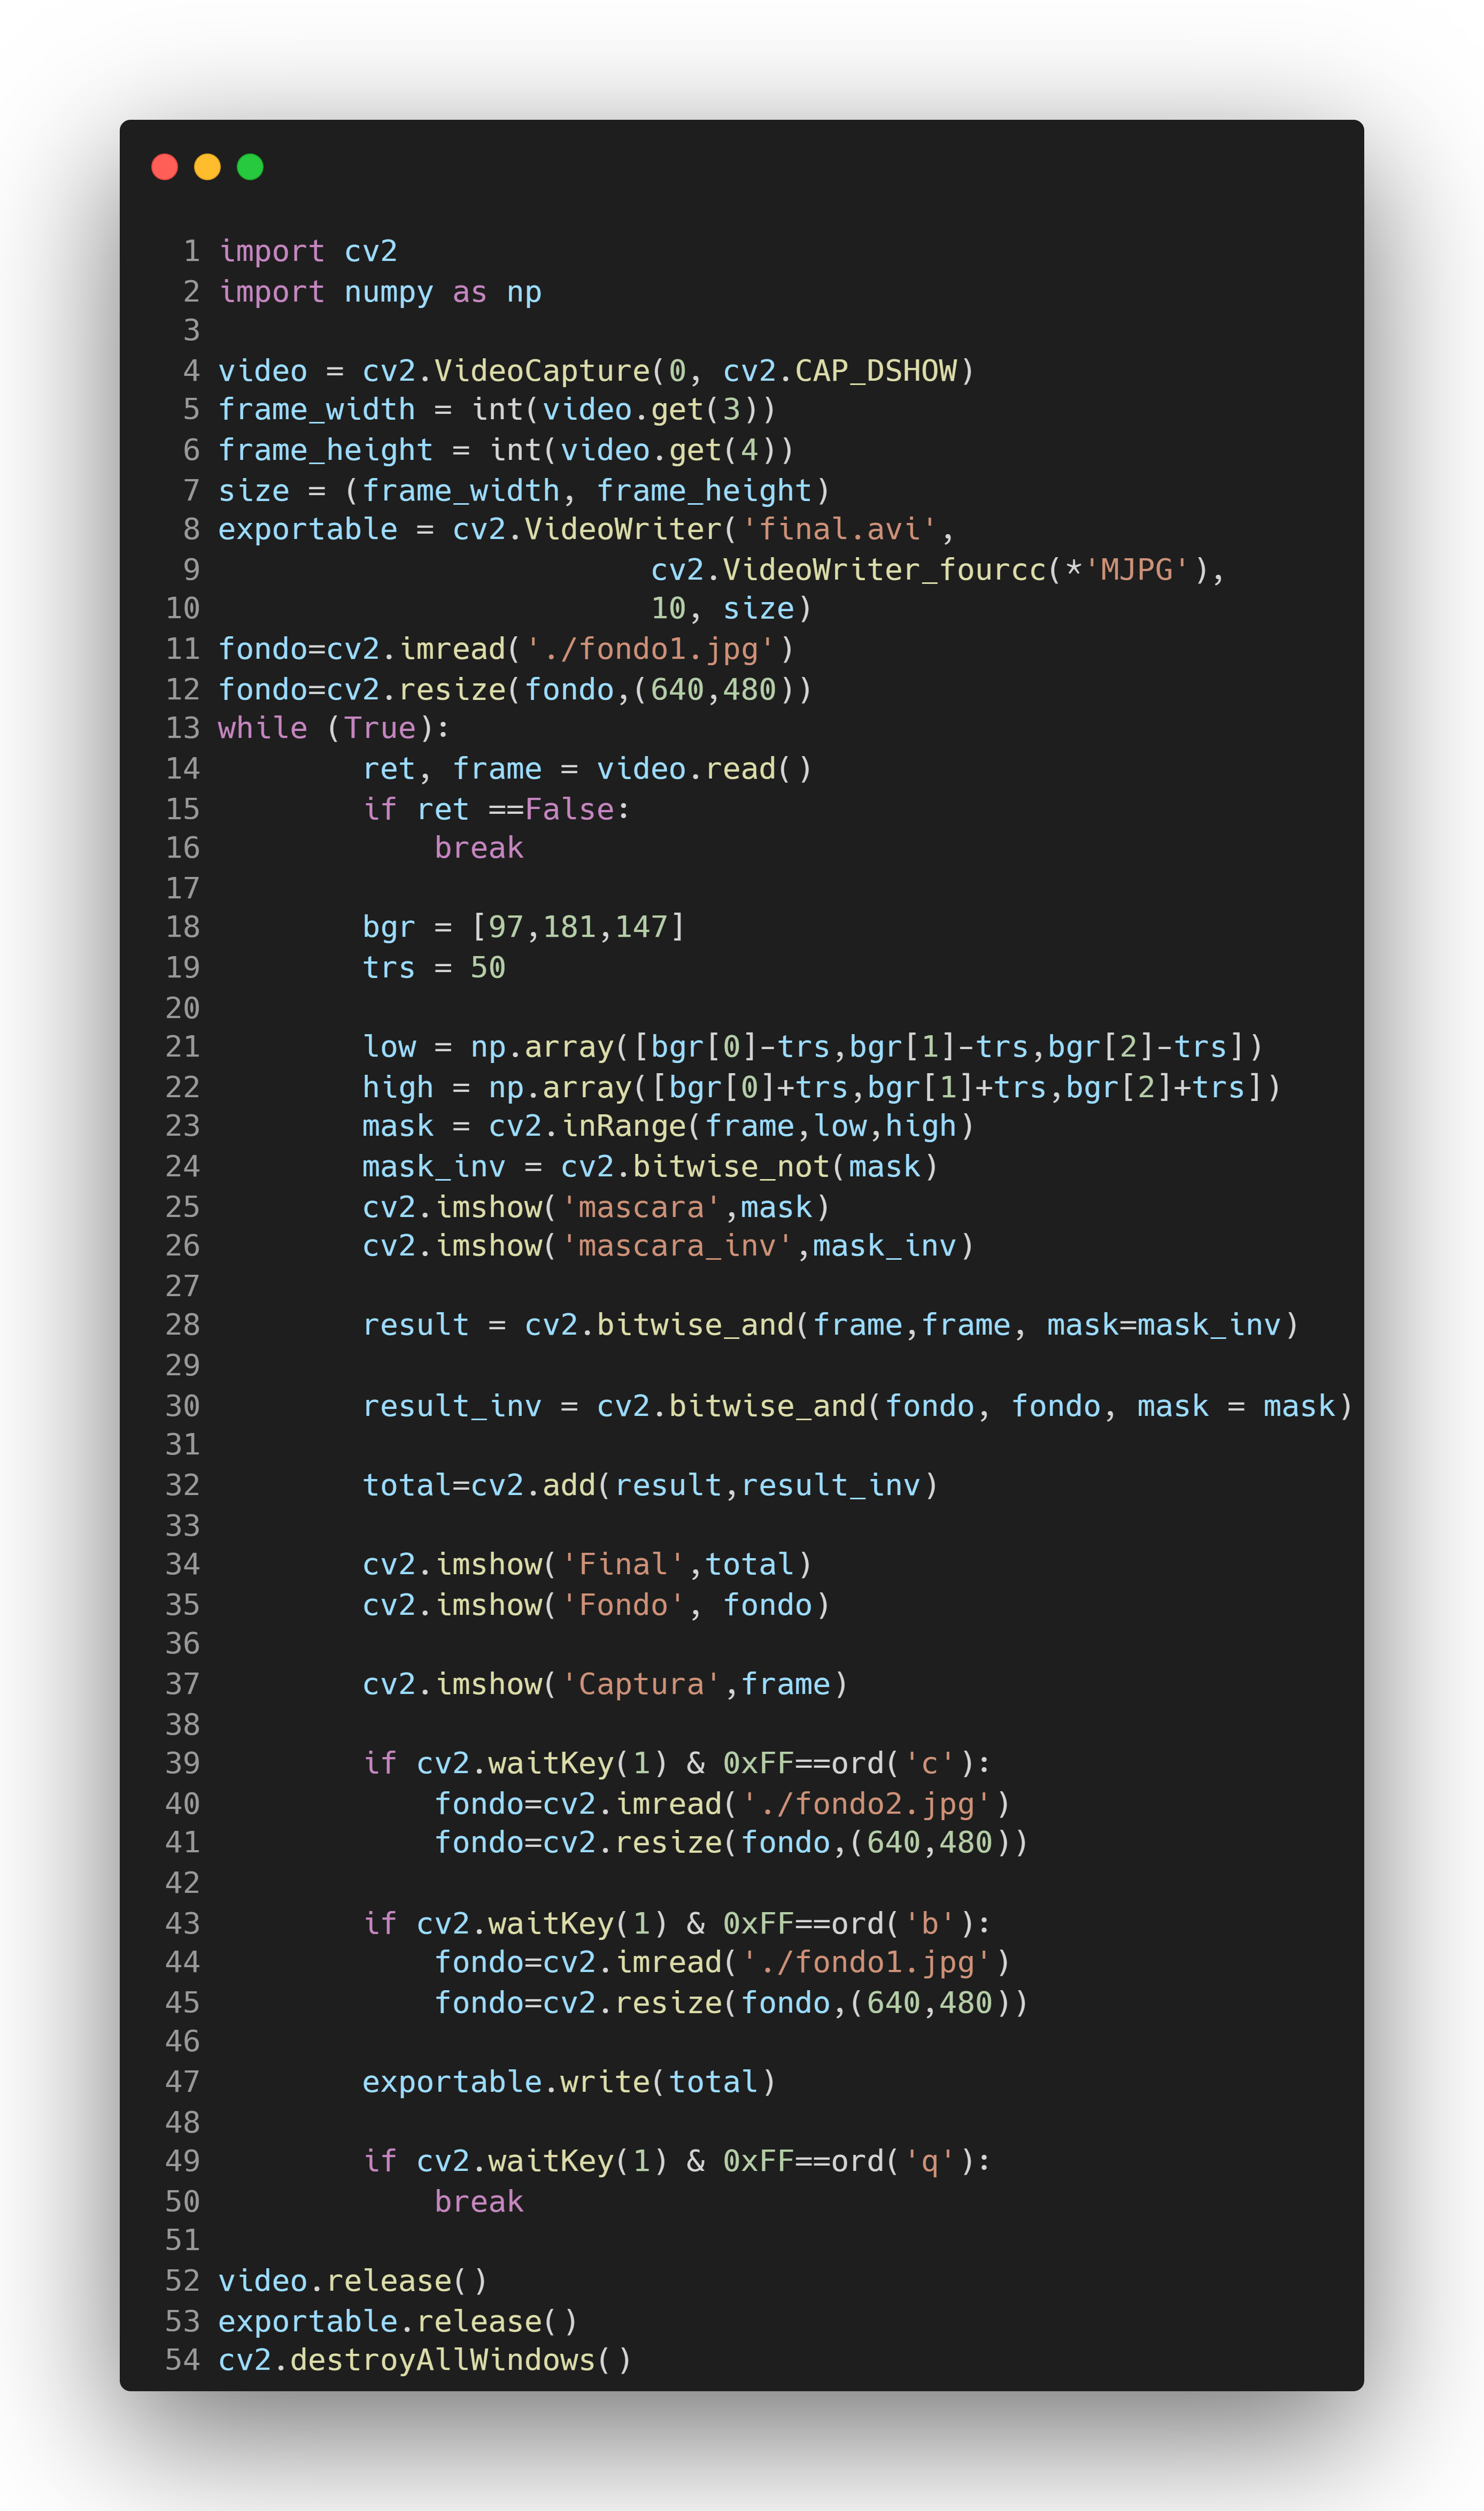 1 import cv2
2 import numpy as np
3
4 video = cv2.VideoCapture(0, cv2.CAP_DSHOW)
5 frame_width = int(video.get(3))
6 frame_height = int(video.get(4))
7 size = (frame_width, frame_height)
8 exportable = cv2.VideoWriter('final.avi',
9                         cv2.VideoWriter_fourcc(*'MJPG'),
10                         10, size)
11 fondo=cv2.imread('./fondo1.jpg')
12 fondo=cv2.resize(fondo,(640,480))
13 while (True):
14         ret, frame = video.read()
15         if ret ==False:
16             break
17
18         bgr = [97,181,147]
19         trs = 50
20
21         low = np.array([bgr[0]-trs,bgr[1]-trs,bgr[2]-trs])
22         high = np.array([bgr[0]+trs,bgr[1]+trs,bgr[2]+trs])
23         mask = cv2.inRange(frame,low,high)
24         mask_inv = cv2.bitwise_not(mask)
25         cv2.imshow('mascara',mask)
26         cv2.imshow('mascara_inv',mask_inv)
27
28         result = cv2.bitwise_and(frame,frame, mask=mask_inv)
29
30         result_inv = cv2.bitwise_and(fondo, fondo, mask = mask)
31
32         total=cv2.add(result,result_inv)
33
34         cv2.imshow('Final',total)
35         cv2.imshow('Fondo', fondo)
36
37         cv2.imshow('Captura',frame)
38
39         if cv2.waitKey(1) & 0xFF==ord('c'):
40             fondo=cv2.imread('./fondo2.jpg')
41             fondo=cv2.resize(fondo,(640,480))
42
43         if cv2.waitKey(1) & 0xFF==ord('b'):
44             fondo=cv2.imread('./fondo1.jpg')
45             fondo=cv2.resize(fondo,(640,480))
46
47         exportable.write(total)
48
49         if cv2.waitKey(1) & 0xFF==ord('q'):
50             break
51
52 video.release()
53 exportable.release()
54 cv2.destroyAllWindows()